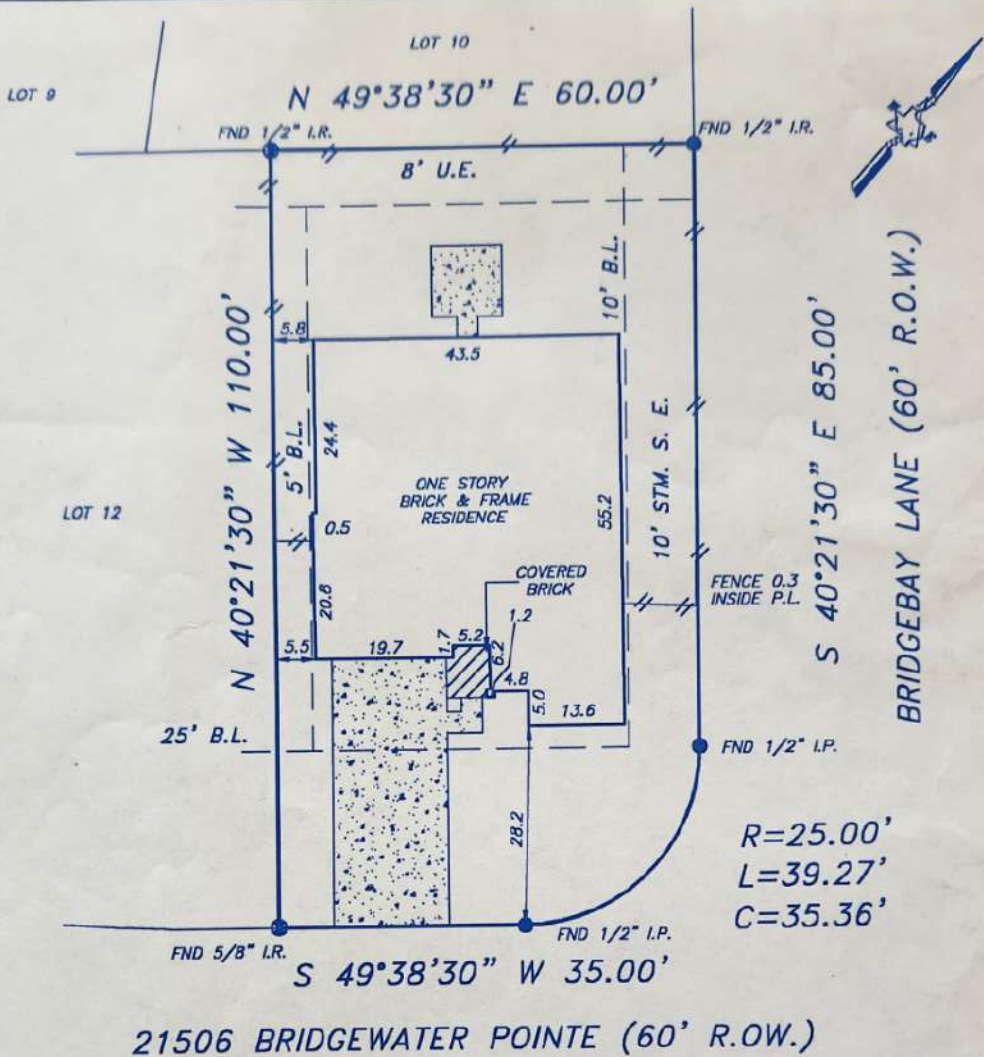 LOT 10
LOT 9
N 49°38'30" E 60.00'
FND 1/2" I.R.
FND 1/2" I.R.
8' U.E.
10' B.L.
5.8
43.5
N 40°21'30" W 110.00'
5' B.L.
24.4
S 40°21'30" E 85.00'
BRIDGEBAY LANE (60' R.O.W.)
10' STM. S. E.
ONE STORY
BRICK & FRAME
RESIDENCE
55.2
LOT 12
0.5
COVERED
BRICK
FENCE 0.3
INSIDE P.L.
20.6
1.2
5.5
19.7
1.7
5.2
6.2
4.8
5.0
13.6
25' B.L.
FND 1/2" I.P.
28.2
R=25.00'
L=39.27'
C=35.36'
FND 5/8" I.R.
FND 1/2" I.P.
S 49°38'30" W 35.00'
21506 BRIDGEWATER POINTE (60' R.OW.)